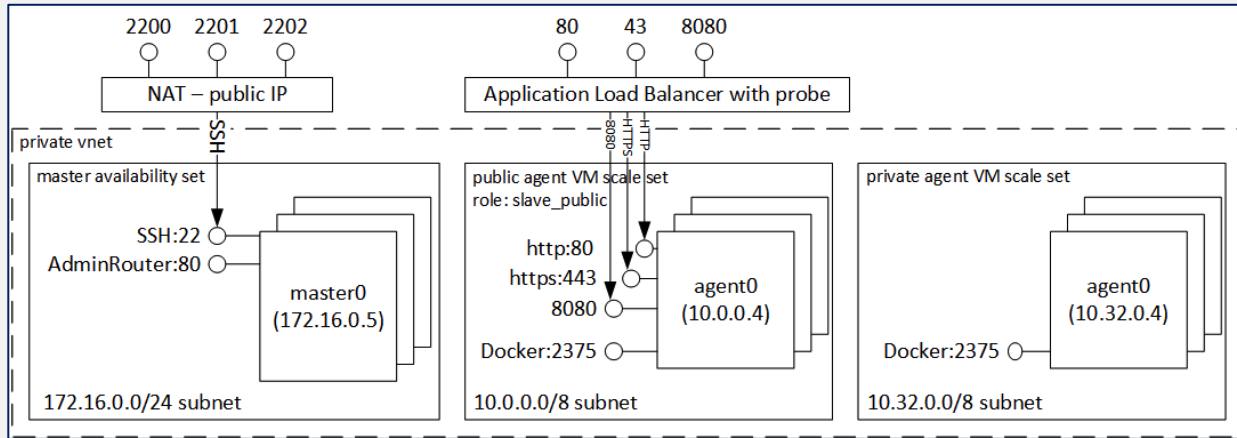 2200 2201 2202
80 43 8080
NAT – public IP
Application Load Balancer with probe
SSH
8080
HTTPS
HTTP
private vnet
master availability set
SSH:22
AdminRouter:80
master0
(172.16.0.5)
172.16.0.0/24 subnet
public agent VM scale set
role: slave_public
http:80
https:443
8080
Docker:2375
agent0
(10.0.0.4)
10.0.0.0/8 subnet
private agent VM scale set
agent0
(10.32.0.4)
Docker:2375
10.32.0.0/8 subnet